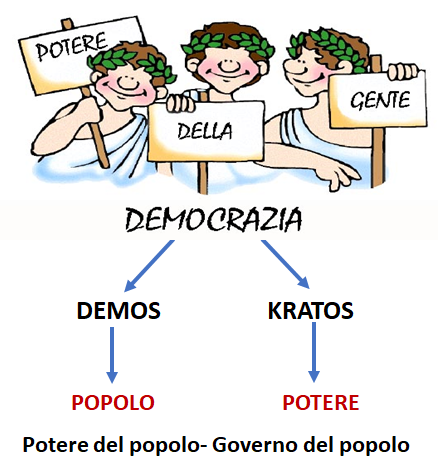 POTERE
DELLA
GENTE
DEMOCRAZIA
DEMOS KRATOS
POPOLO POTERE
Potere del popolo- Governo del popolo